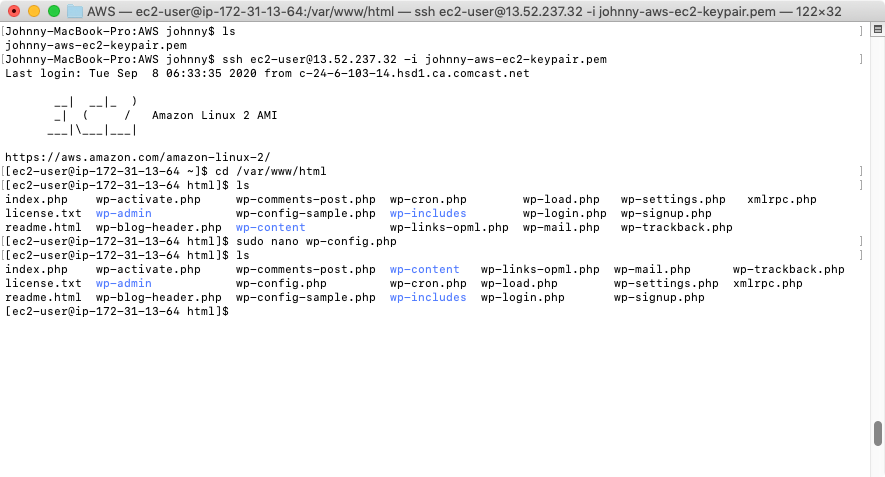 AWS — ec2-user@ip-172-31-13-64:/var/www/html — ssh ec2-user@13.52.237.32 -i johnny-aws-ec2-keypair.pem — 122×32
[Johnny-MacBook-Pro:AWS johnny$ ls ]
johnny-aws-ec2-keypair.pem
[Johnny-MacBook-Pro:AWS johnny$ ssh ec2-user@13.52.237.32 -i johnny-aws-ec2-keypair.pem ]
Last login: Tue Sep  8 06:33:35 2020 from c-24-6-103-14.hsd1.ca.comcast.net
       __|  __|_  )
       _|  (     /   Amazon Linux 2 AMI
      ___|\___|___|
https://aws.amazon.com/amazon-linux-2/
[[ec2-user@ip-172-31-13-64 ~]$ cd /var/www/html ]
[[ec2-user@ip-172-31-13-64 html]$ ls ]
index.php    wp-activate.php     wp-comments-post.php  wp-cron.php        wp-load.php   wp-settings.php   xmlrpc.php
license.txt  wp-admin            wp-config-sample.php  wp-includes        wp-login.php  wp-signup.php
readme.html  wp-blog-header.php  wp-content            wp-links-opml.php  wp-mail.php   wp-trackback.php
[[ec2-user@ip-172-31-13-64 html]$ sudo nano wp-config.php ]
[[ec2-user@ip-172-31-13-64 html]$ ls ]
index.php    wp-activate.php     wp-comments-post.php  wp-content   wp-links-opml.php  wp-mail.php      wp-trackback.php
license.txt  wp-admin            wp-config.php         wp-cron.php  wp-load.php        wp-settings.php  xmlrpc.php
readme.html  wp-blog-header.php  wp-config-sample.php  wp-includes  wp-login.php       wp-signup.php
[ec2-user@ip-172-31-13-64 html]$